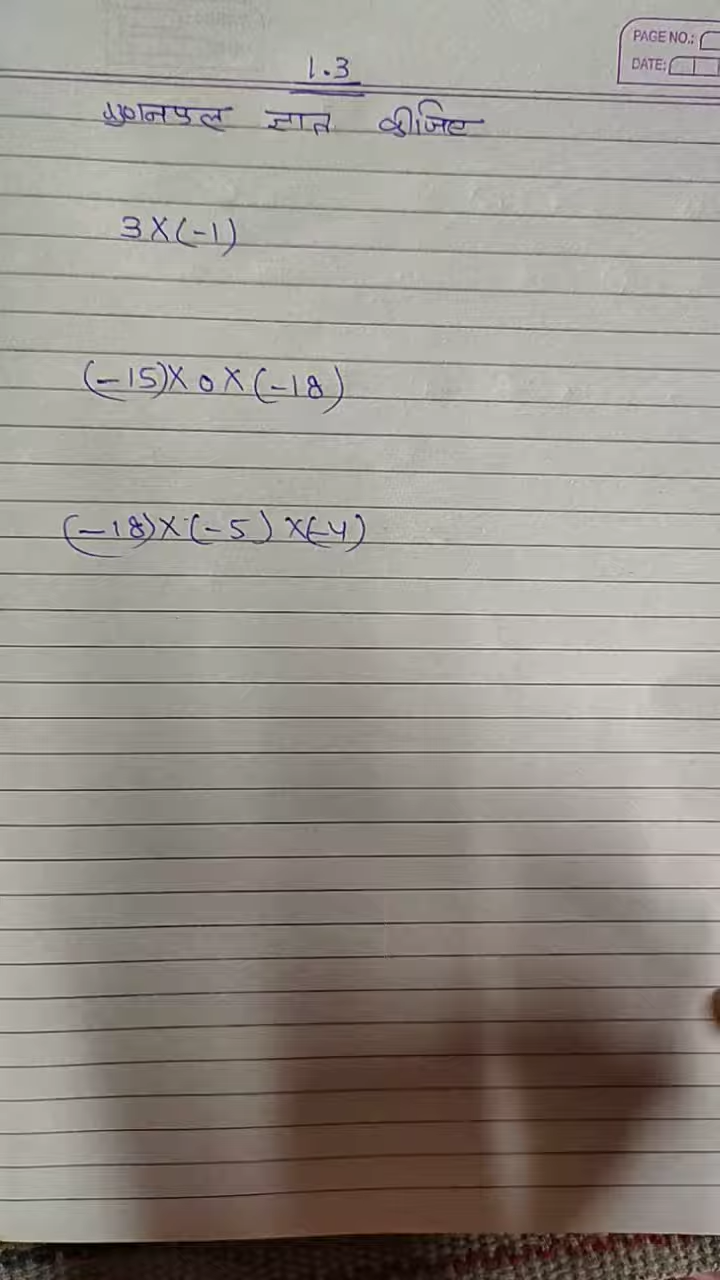 PAGE NO.:
DATE:
1.3
गुणनफल ज्ञात कीजिए
3×(-1)
(-15)×0×(-18)
(-18)×(-5)×(-4)